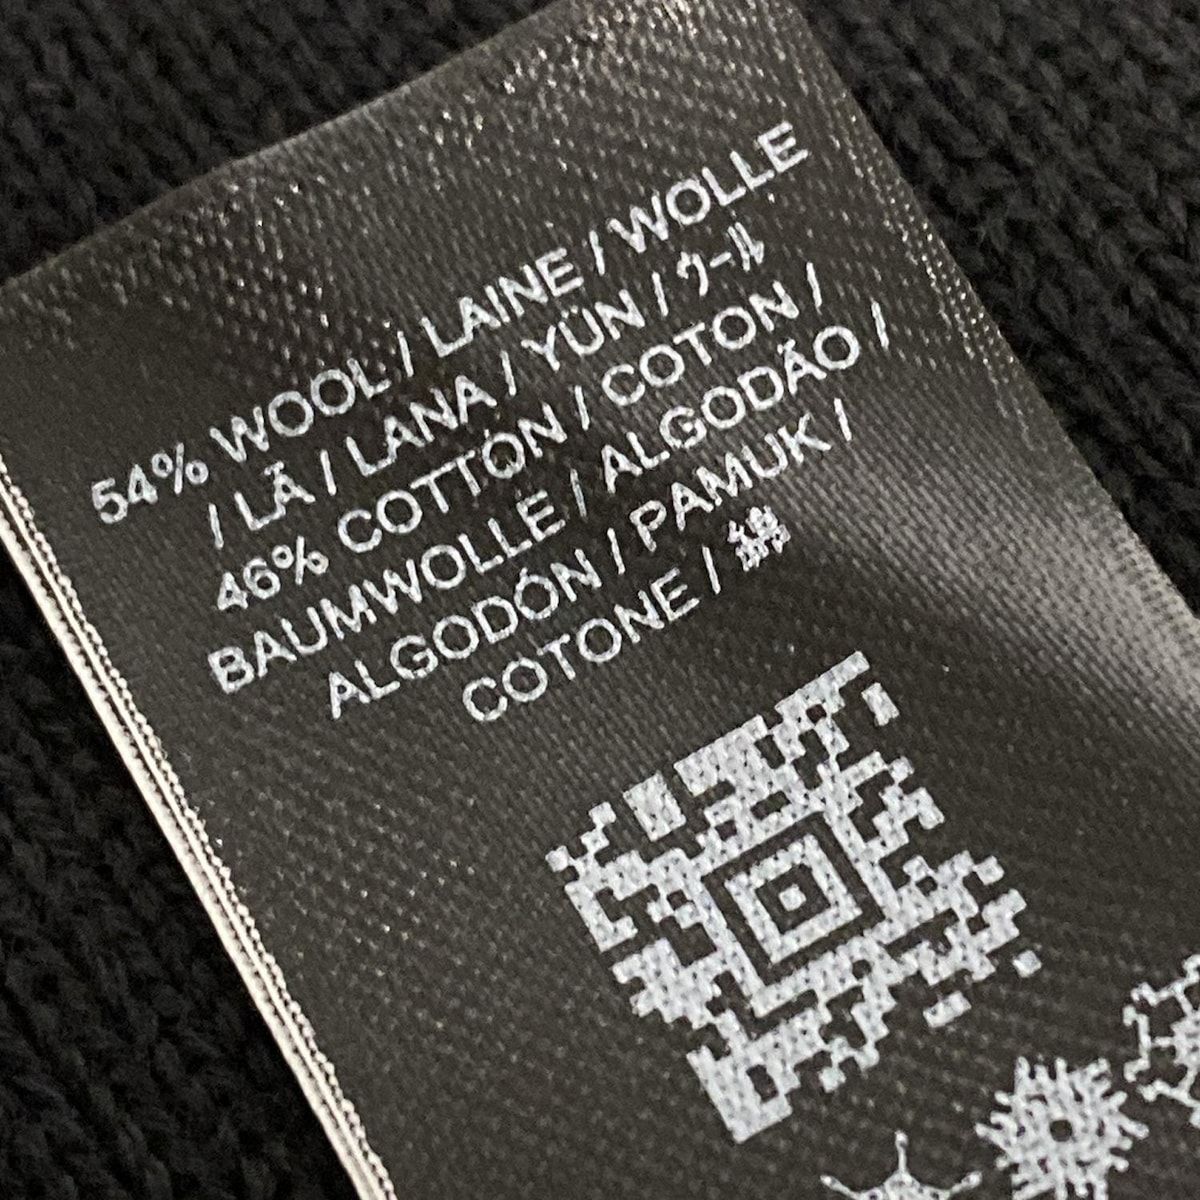 54% WOOL / LAINE / WOLLE
/ LÃ / LANA / YÜN / ウール
46% COTTON / COTON /
BAUMWOLLE / ALGODÃO /
ALGODÓN / PAMUK /
COTONE / 綿